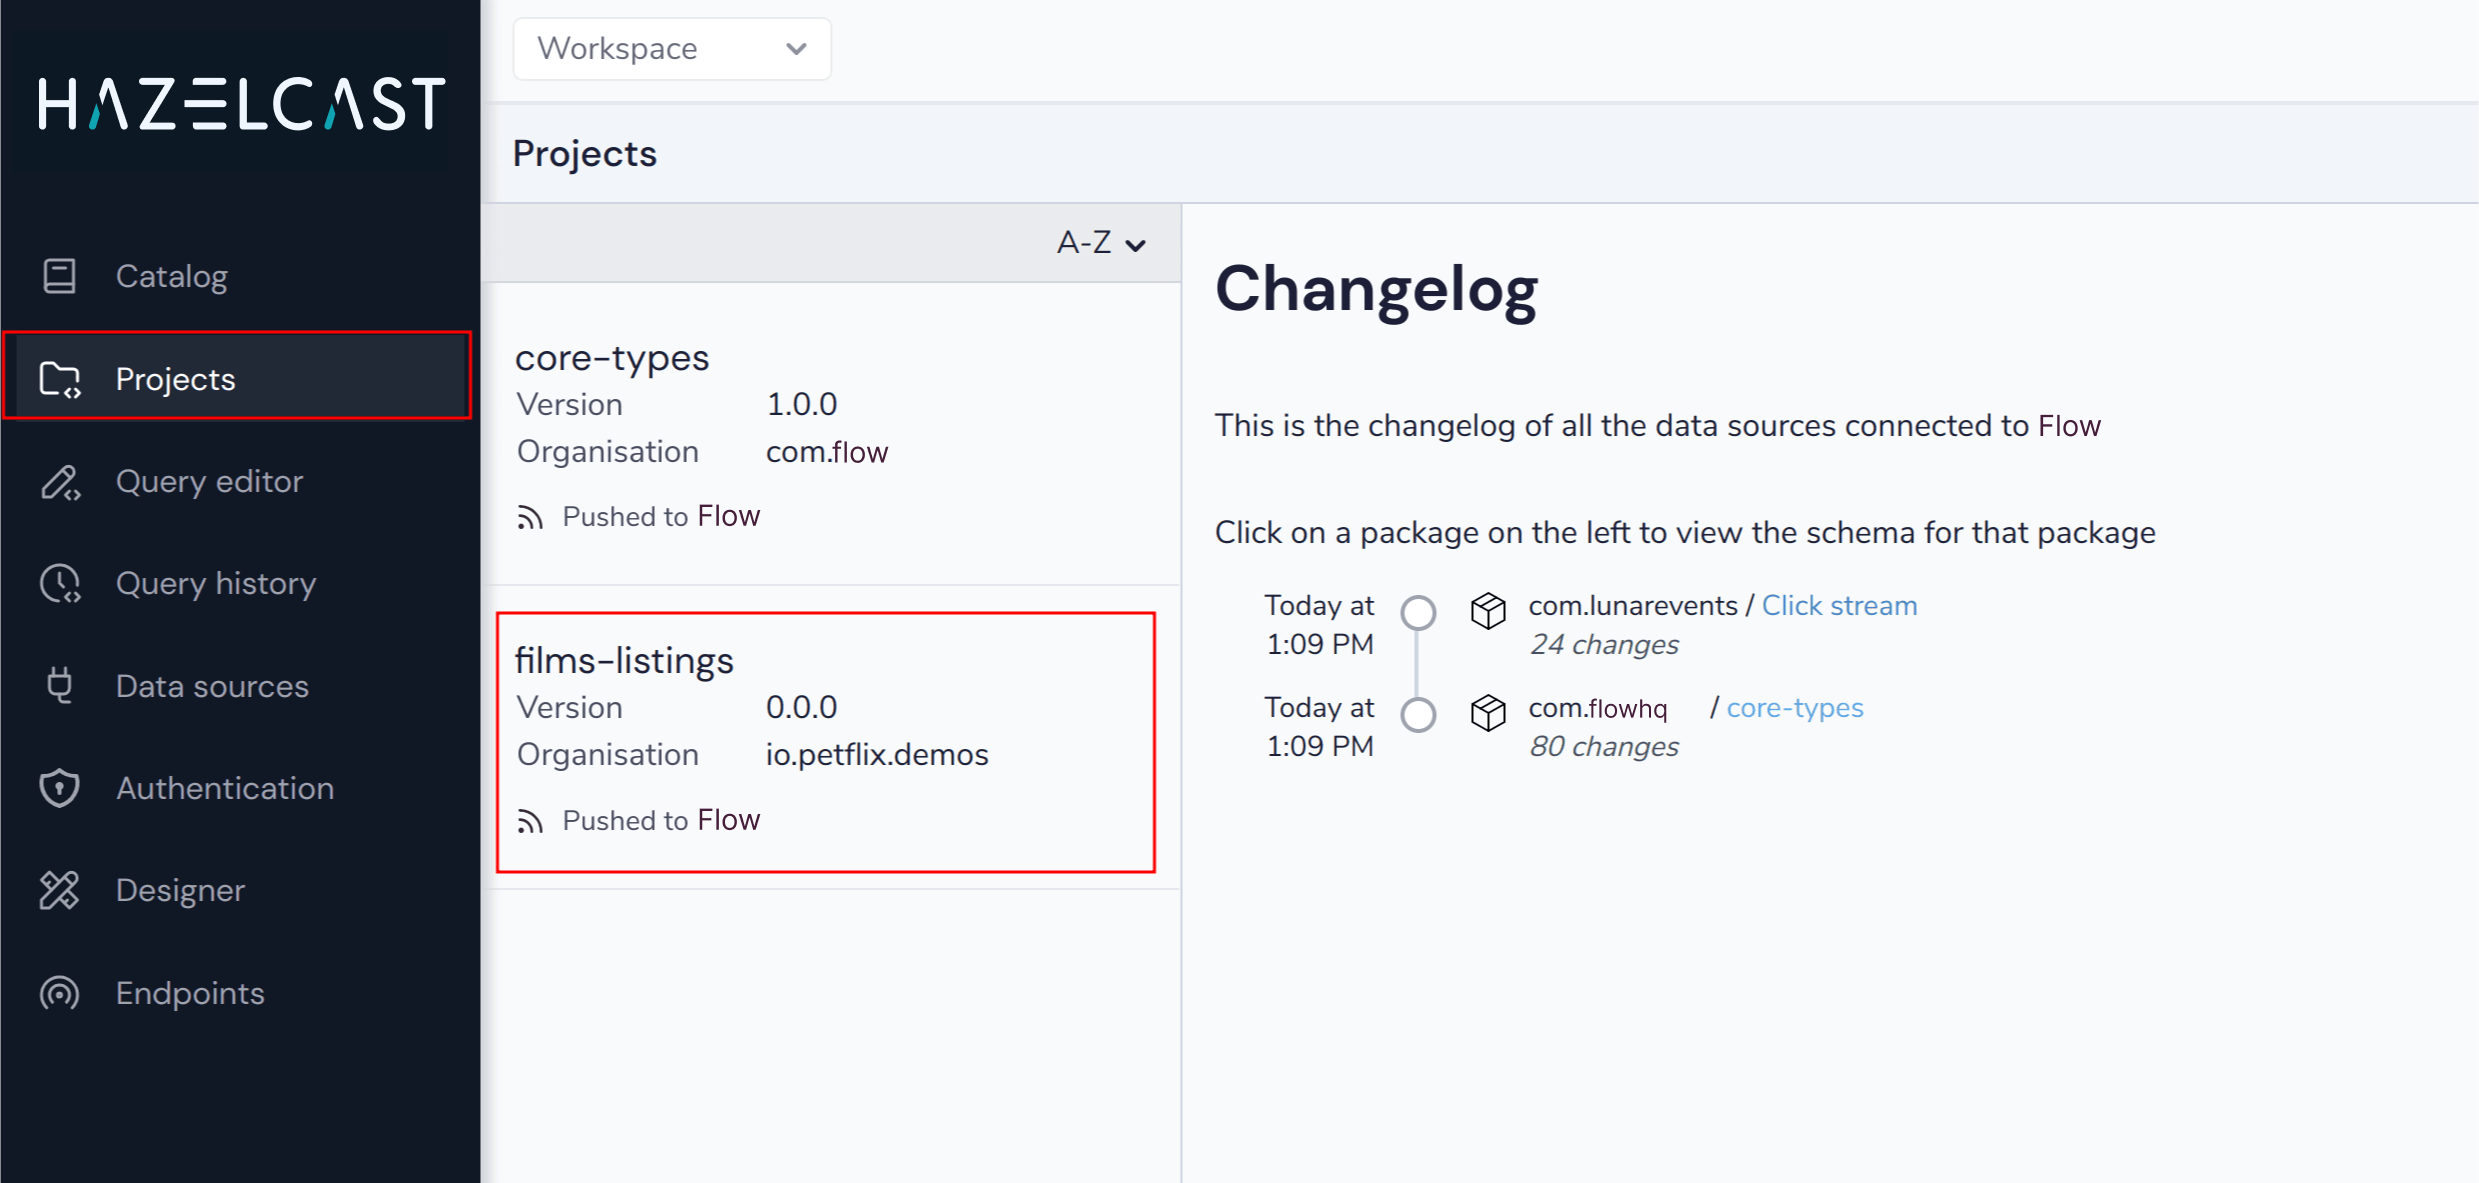 HAZELCAST
Catalog
Projects
Query editor
Query history
Data sources
Authentication
Designer
Endpoints
Workspace
Projects
A-Z
core-types
Version 1.0.0
Organisation com.flow
Pushed to Flow
films-listings
Version 0.0.0
Organisation io.petflix.demos
Pushed to Flow
Changelog
This is the changelog of all the data sources connected to Flow
Click on a package on the left to view the schema for that package
Today at
1:09 PM
com.lunarevents / Click stream
24 changes
Today at
1:09 PM
com.flowhq / core-types
80 changes